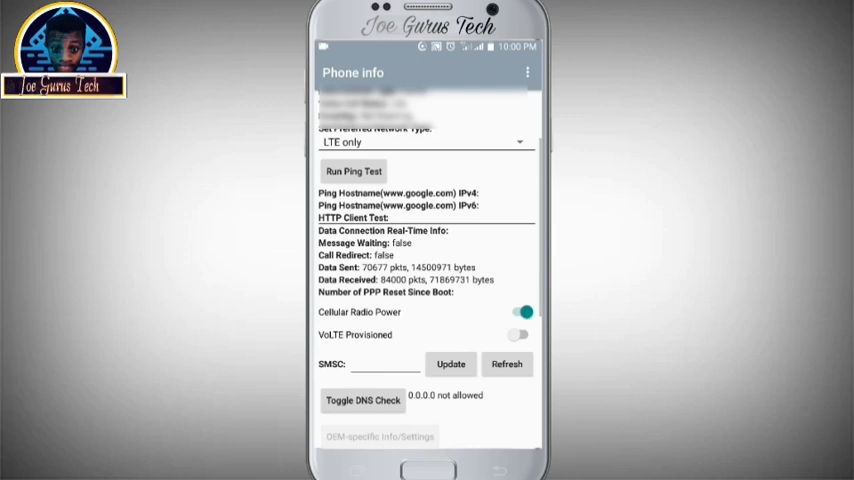 Joe Gurus Tech
Joe Gurus Tech
10:00 PM
Phone info
Set Preferred Network Type:
LTE only
Run Ping Test
Ping Hostname(www.google.com) IPv4:
Ping Hostname(www.google.com) IPv6:
HTTP Client Test:
Data Connection Real-Time Info:
Message Waiting: false
Call Redirect: false
Data Sent: 70677 pkts, 14500971 bytes
Data Received: 84000 pkts, 71869731 bytes
Number of PPP Reset Since Boot:
Cellular Radio Power
VoLTE Provisioned
SMSC: Update Refresh
Toggle DNS Check 0.0.0.0 not allowed
OEM-specific Info/Settings